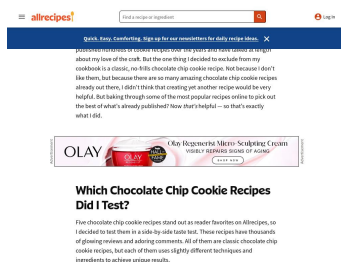 allrecipes
Find a recipe or ingredient
Log In
Quick. Easy. Comforting. Sign up for our newsletters for daily recipe ideas.
published hundreds of cookie recipes over the years and have talked at length
about my love of the craft. But the one thing I decided to exclude from my
cookbook is a classic, no-frills chocolate chip cookie recipe. Not because I don't
like them, but because there are so many amazing chocolate chip cookie recipes
already out there, I didn't think that creating yet another recipe would be very
helpful. But baking through some of the most popular recipes online to pick out
the best of what's already published? Now that's helpful — so that's exactly
what I did.
OLAY
Olay Regenerist Micro-Sculpting Cream
VISIBLY REPAIRS SIGNS OF AGING
SHOP NOW
Which Chocolate Chip Cookie Recipes
Did I Test?
Five chocolate chip cookie recipes stand out as reader favorites on Allrecipes, so
I decided to test them in a side-by-side taste test. These recipes have thousands
of glowing reviews and adoring comments. All of them are classic chocolate chip
cookies, but each of them uses slightly different techniques and
ingredients to achieve unique results.